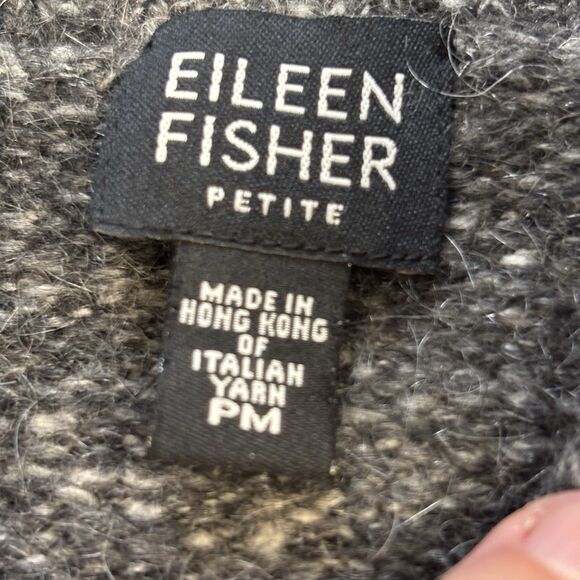 EILEEN
FISHER
PETITE
MADE IN
HONG KONG
OF
ITALIAN
YARN
PM